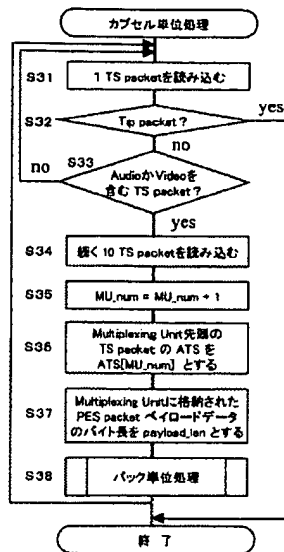 カプセル単位処理
S31
1 TS packetを読み込む
S32
Tip packet?
yes
no
S33
no
AudioかVideoを
含む TS packet?
yes
S34
続く 10 TS packetを読み込む
S35
MU_num = MU_num + 1
S36
Multiplexing Unit先頭の
TS packet の ATS を
ATS[MU_num] とする
S37
Multiplexing Unitに格納された
PES packet ペイロードデータ
のバイト長を payload_len とする
S38
パック単位処理
終了